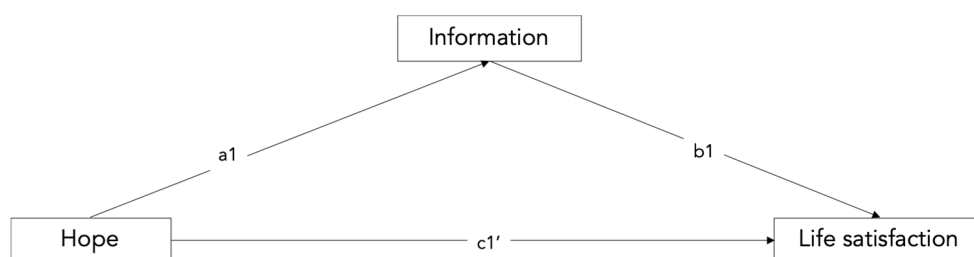 Information
a1
b1
Hope
c1′
Life satisfaction